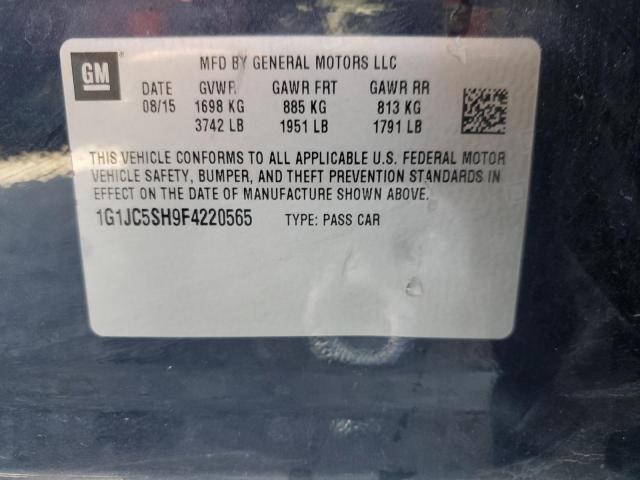 GM
MFD BY GENERAL MOTORS LLC
DATE GVWR GAWR FRT GAWR RR
08/15 1698 KG 885 KG 813 KG
3742 LB 1951 LB 1791 LB
THIS VEHICLE CONFORMS TO ALL APPLICABLE U.S. FEDERAL MOTOR
VEHICLE SAFETY, BUMPER, AND THEFT PREVENTION STANDARDS IN
EFFECT ON THE DATE OF MANUFACTURE SHOWN ABOVE.
1G1JC5SH9F4220565 TYPE: PASS CAR